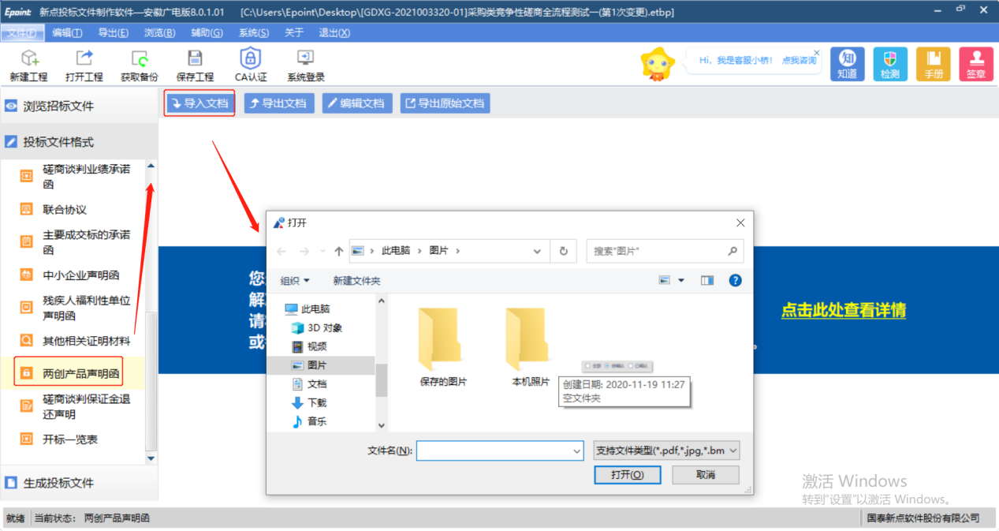 Epoint 新点投标文件制作软件—安徽广电版8.0.1.01 [C:\Users\Epoint\Desktop\[GDXG-2021003320-01]采购类竞争性磋商全流程测试一(第1次变更).etbp]
文件(F) 编辑(T) 导出(E) 浏览(B) 辅助(G) 系统(S) 关于 退出(X)
新建工程 打开工程 获取备份 保存工程 CA认证 系统登录
Hi，我是客服小桥！ 点我咨询
知 知道 检测 手册 签章
浏览招标文件
导入文档 导出文档 编辑文档 导出原始文档
投标文件格式
磋商谈判业绩承诺
函
联合协议
主要成交标的承诺
函
中小企业声明函
残疾人福利性单位
声明函
其他相关证明材料
两创产品声明函
磋商谈判保证金退
还声明
开标一览表
生成投标文件
您
解
请
或
点击此处查看详情
打开
此电脑 › 图片 ›
搜索"图片"
组织 新建文件夹
此电脑
3D 对象
视频
图片
文档
下载
音乐
保存的图片 本机照片
创建日期: 2020-11-19 11:27
空文件夹
文件名(N): 支持文件类型(*.pdf,*.jpg,*.bm
打开(O) 取消
激活 Windows
转到"设置"以激活 Windows。
就绪 当前状态： 两创产品声明函 国泰新点软件股份有限公司